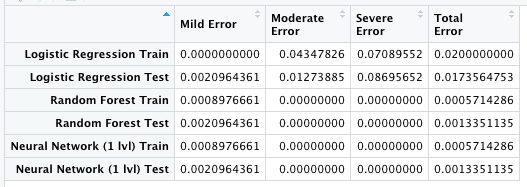 Mild Error Moderate Error Severe Error Total Error
Logistic Regression Train 0.0000000000 0.04347826 0.07089552 0.0200000000
Logistic Regression Test 0.0020964361 0.01273885 0.08695652 0.0173564753
Random Forest Train 0.0008976661 0.00000000 0.00000000 0.0005714286
Random Forest Test 0.0020964361 0.00000000 0.00000000 0.0013351135
Neural Network (1 lvl) Train 0.0008976661 0.00000000 0.00000000 0.0005714286
Neural Network (1 lvl) Test 0.0020964361 0.00000000 0.00000000 0.0013351135